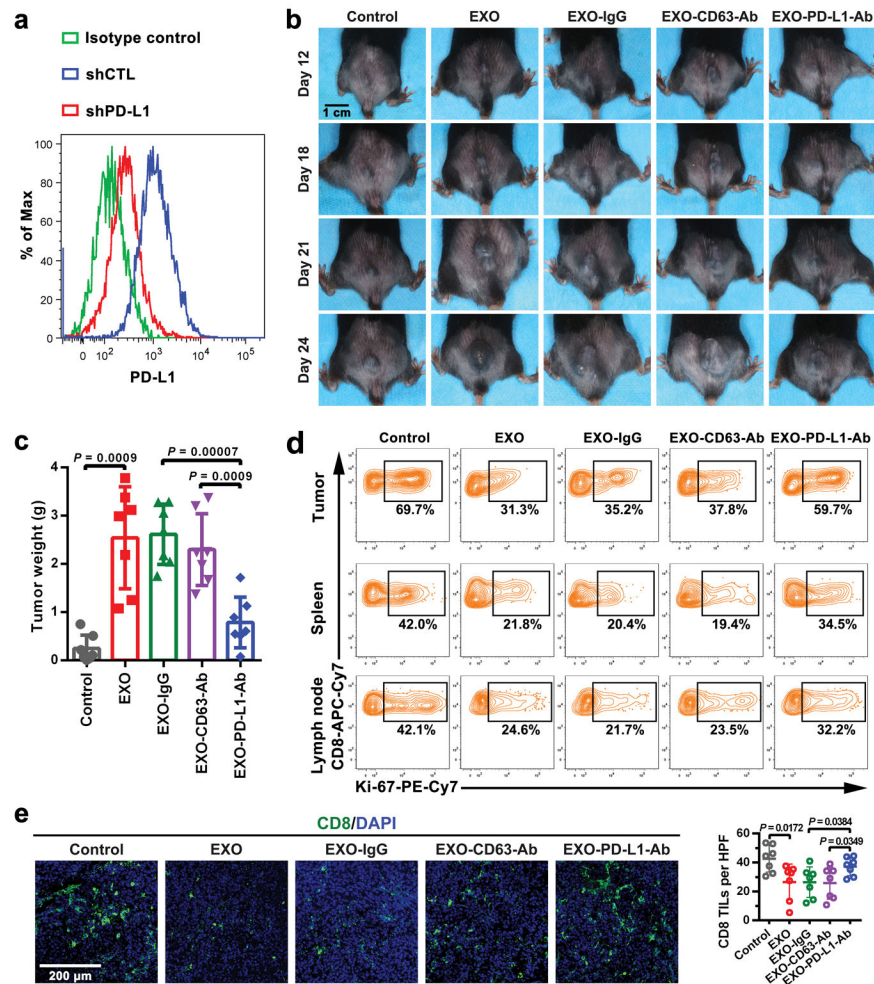 a
Isotype control
shCTL
shPD-L1
% of Max
100
80
60
40
20
0
0 10² 10³ 10⁴ 10⁵
PD-L1
b
Control EXO EXO-IgG EXO-CD63-Ab EXO-PD-L1-Ab
Day 12
1 cm
Day 18
Day 21
Day 24
c
P = 0.00007
P = 0.0009 P = 0.0009
Tumor weight (g)
4
3
2
1
0
Control
EXO
EXO-IgG
EXO-CD63-Ab
EXO-PD-L1-Ab
d
Control EXO EXO-IgG EXO-CD63-Ab EXO-PD-L1-Ab
Tumor
69.7% 31.3% 35.2% 37.8% 59.7%
Spleen
42.0% 21.8% 20.4% 19.4% 34.5%
Lymph node
CD8-APC-Cy7
42.1% 24.6% 21.7% 23.5% 32.2%
Ki-67-PE-Cy7
e
CD8/DAPI
Control EXO EXO-IgG EXO-CD63-Ab EXO-PD-L1-Ab
200 µm
P = 0.0384
P = 0.0172
P = 0.0349
CD8 TILs per HPF
60
40
20
0
Control
EXO
EXO-IgG
EXO-CD63-Ab
EXO-PD-L1-Ab